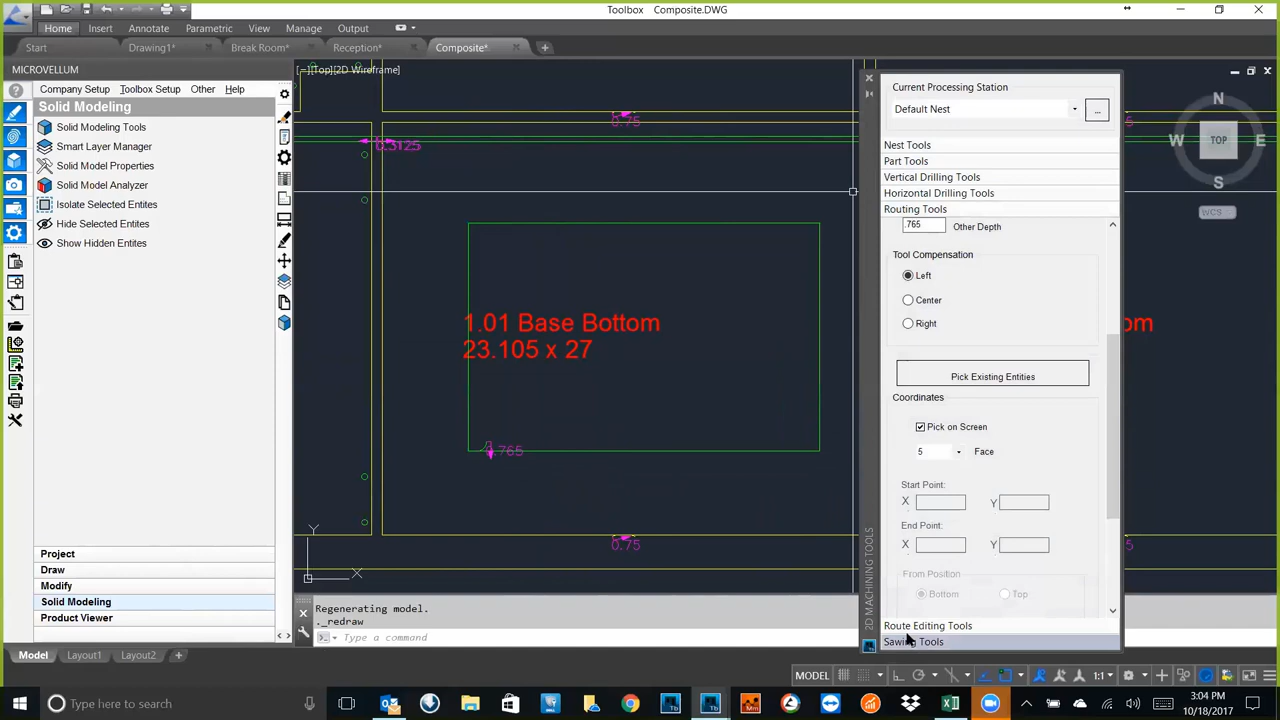 Toolbox Composite.DWG
Home Insert Annotate Parametric View Manage Output
Start Drawing1* Break Room* Reception* Composite*
MICROVELLUM
[−][Top][2D Wireframe]
Company Setup Toolbox Setup Other Help
Solid Modeling
Solid Modeling Tools
Smart Layer Manager
Solid Model Properties
Solid Model Analyzer
Isolate Selected Entites
Hide Selected Entites
Show Hidden Entites
Project
Draw
Modify
Solid Modeling
Product Viewer
0.75
0.3125
1.01 Base Bottom
23.105 x 27
0.765
0.75
Y
X
2D MACHINING TOOLS
Current Processing Station
Default Nest
...
Nest Tools
Part Tools
Vertical Drilling Tools
Horizontal Drilling Tools
Routing Tools
.765 Other Depth
Tool Compensation
Left
Center
Right
Pick Existing Entities
Coordinates
Pick on Screen
5 Face
Start Point:
X Y
End Point:
X Y
From Position
Bottom Top
Route Editing Tools
Sawing Tools
N
W TOP E
S
WCS
Regenerating model.
._redraw
Type a command
Model Layout1 Layout2
MODEL 1:1
Type here to search
3:04 PM
10/18/2017